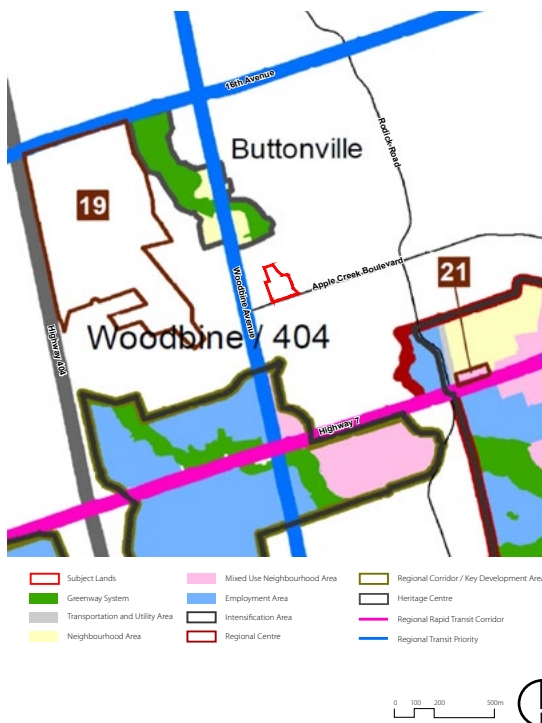 16th Avenue
Buttonville
Rodick Road
19
Woodbine Avenue
Apple Creek Boulevard
21
Woodbine / 404
Highway 404
Highway 7
Subject Lands
Greenway System
Transportation and Utility Area
Neighbourhood Area
Mixed Use Neighbourhood Area
Employment Area
Intensification Area
Regional Centre
Regional Corridor / Key Development Area
Heritage Centre
Regional Rapid Transit Corridor
Regional Transit Priority
0 100 200 500m